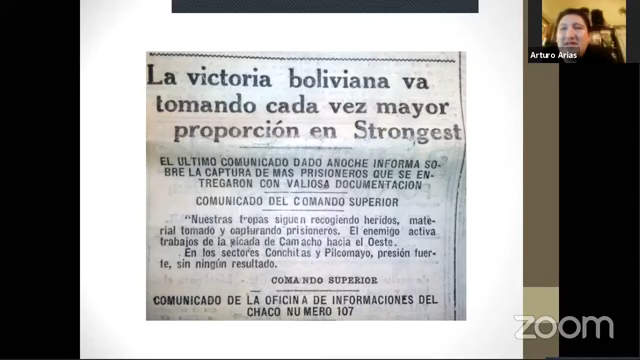 Arturo Arias
La victoria boliviana va
tomando cada vez mayor
proporción en Strongest
EL ULTIMO COMUNICADO DADO ANOCHE INFORMA SO-
BRE LA CAPTURA DE MAS PRISIONEROS QUE SE EN-
TREGARON CON VALIOSA DOCUMENTACION
COMUNICADO DEL COMANDO SUPERIOR
"Nuestras tropas siguen recogiendo heridos, mate-
rial tomado y capturando prisioneros. El enemigo activa
trabajos de la picada de Camacho hacia el Oeste.
En los sectores Conchitas y Pilcomayo, presión fuer-
te, sin ningún resultado.
COMANDO SUPERIOR
COMUNICADO DE LA OFICINA DE INFORMACIONES DEL
CHACO NUMERO 107
zoom